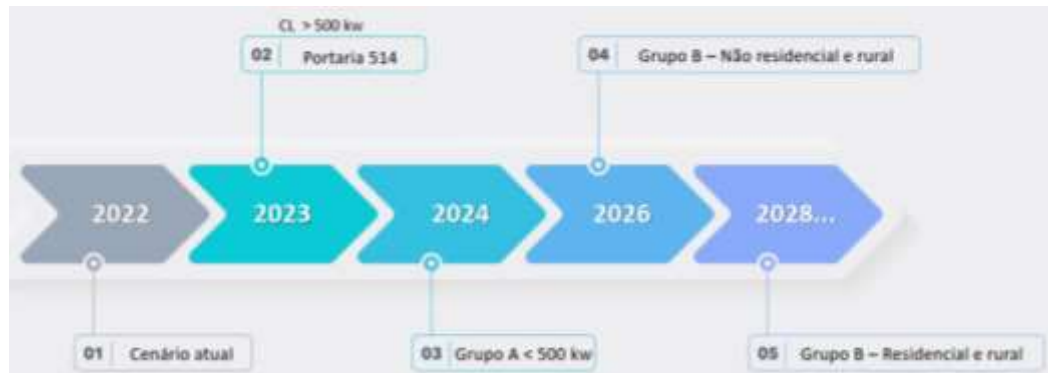 CL > 500 kw
02 Portaria 514
04 Grupo B – Não residencial e rural
2022
2023
2024
2026
2028...
01 Cenário atual
03 Grupo A < 500 kw
05 Grupo B – Residencial e rural